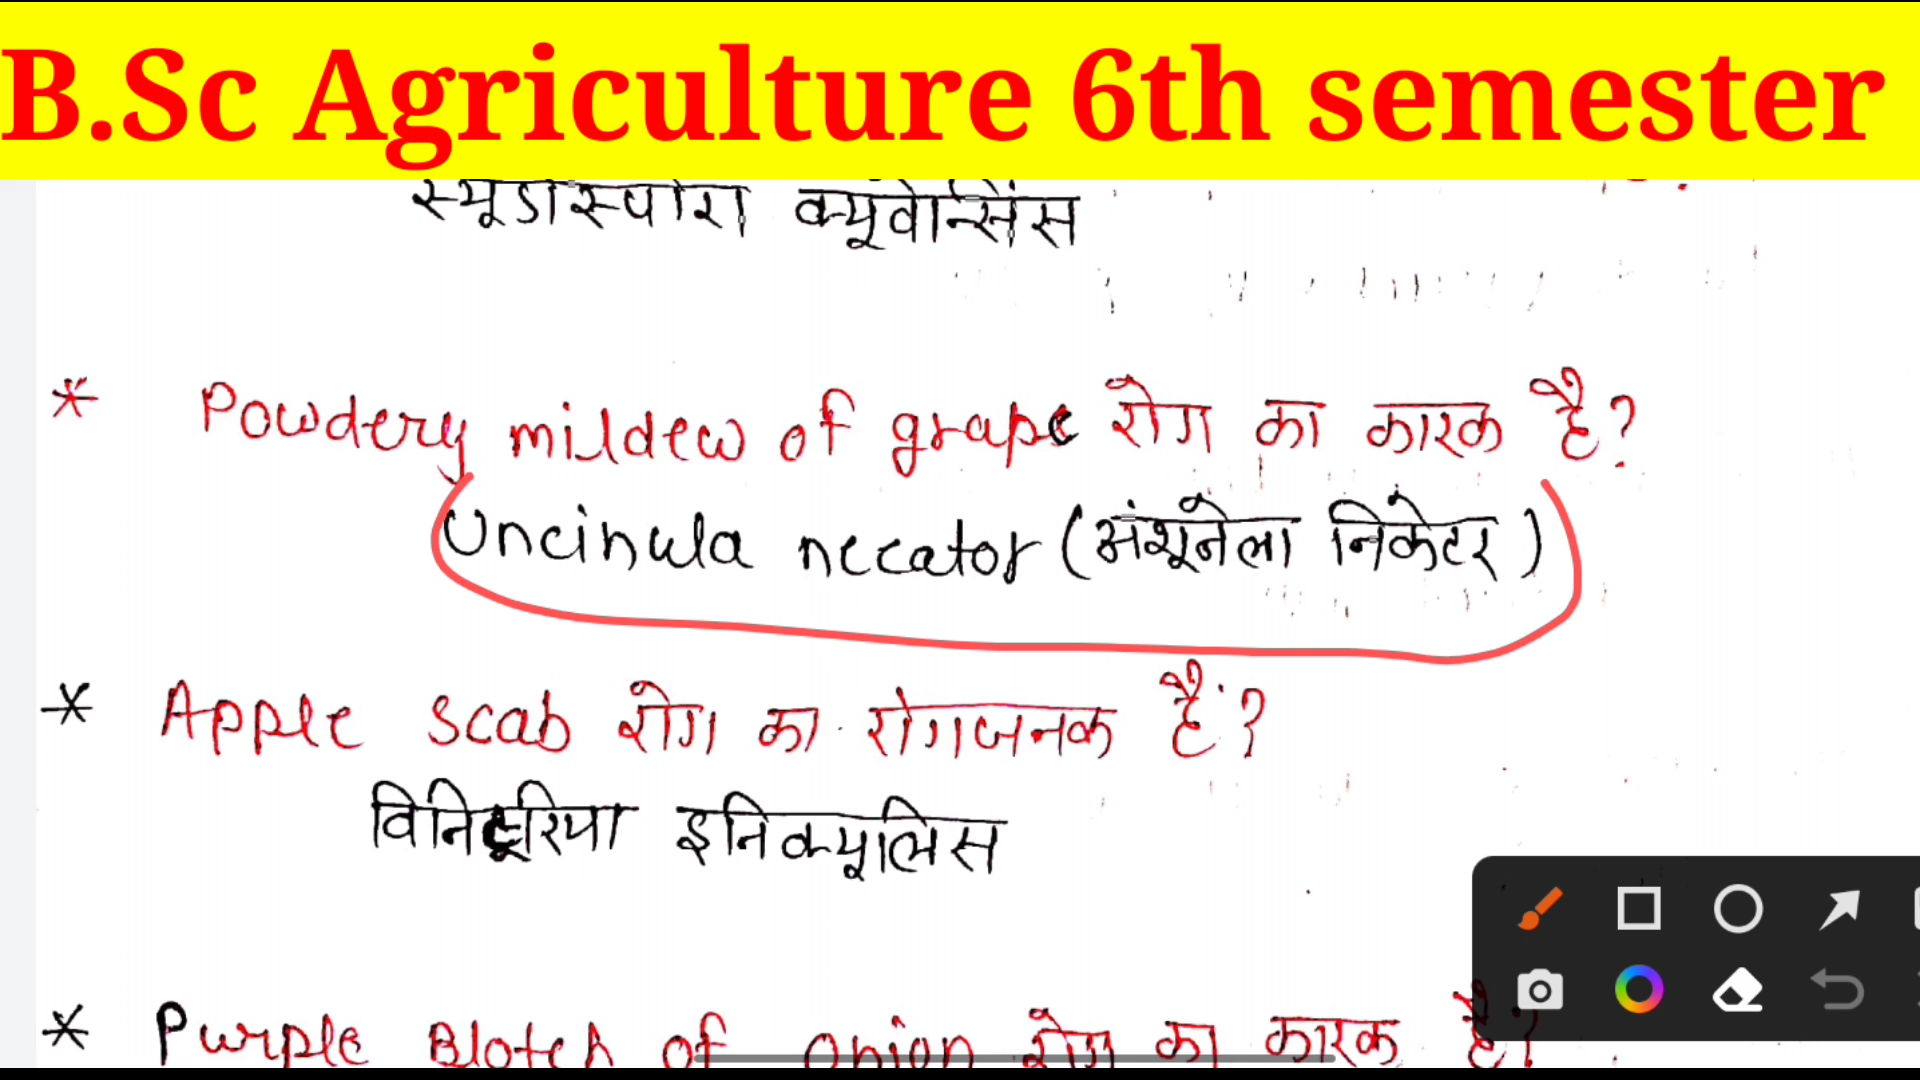 B.Sc Agriculture 6th semester
स्यूडोस्पोरा क्यूवेन्सिस
* Powdery mildew of grape रोग का कारक है?
Uncinula necator (अंशूनेला निकेटर)
* Apple scab रोग का रोगजनक है?
विनिटूरिया इनिक्यूलिस
* Purple Blotch of onion रोग का कारक है?